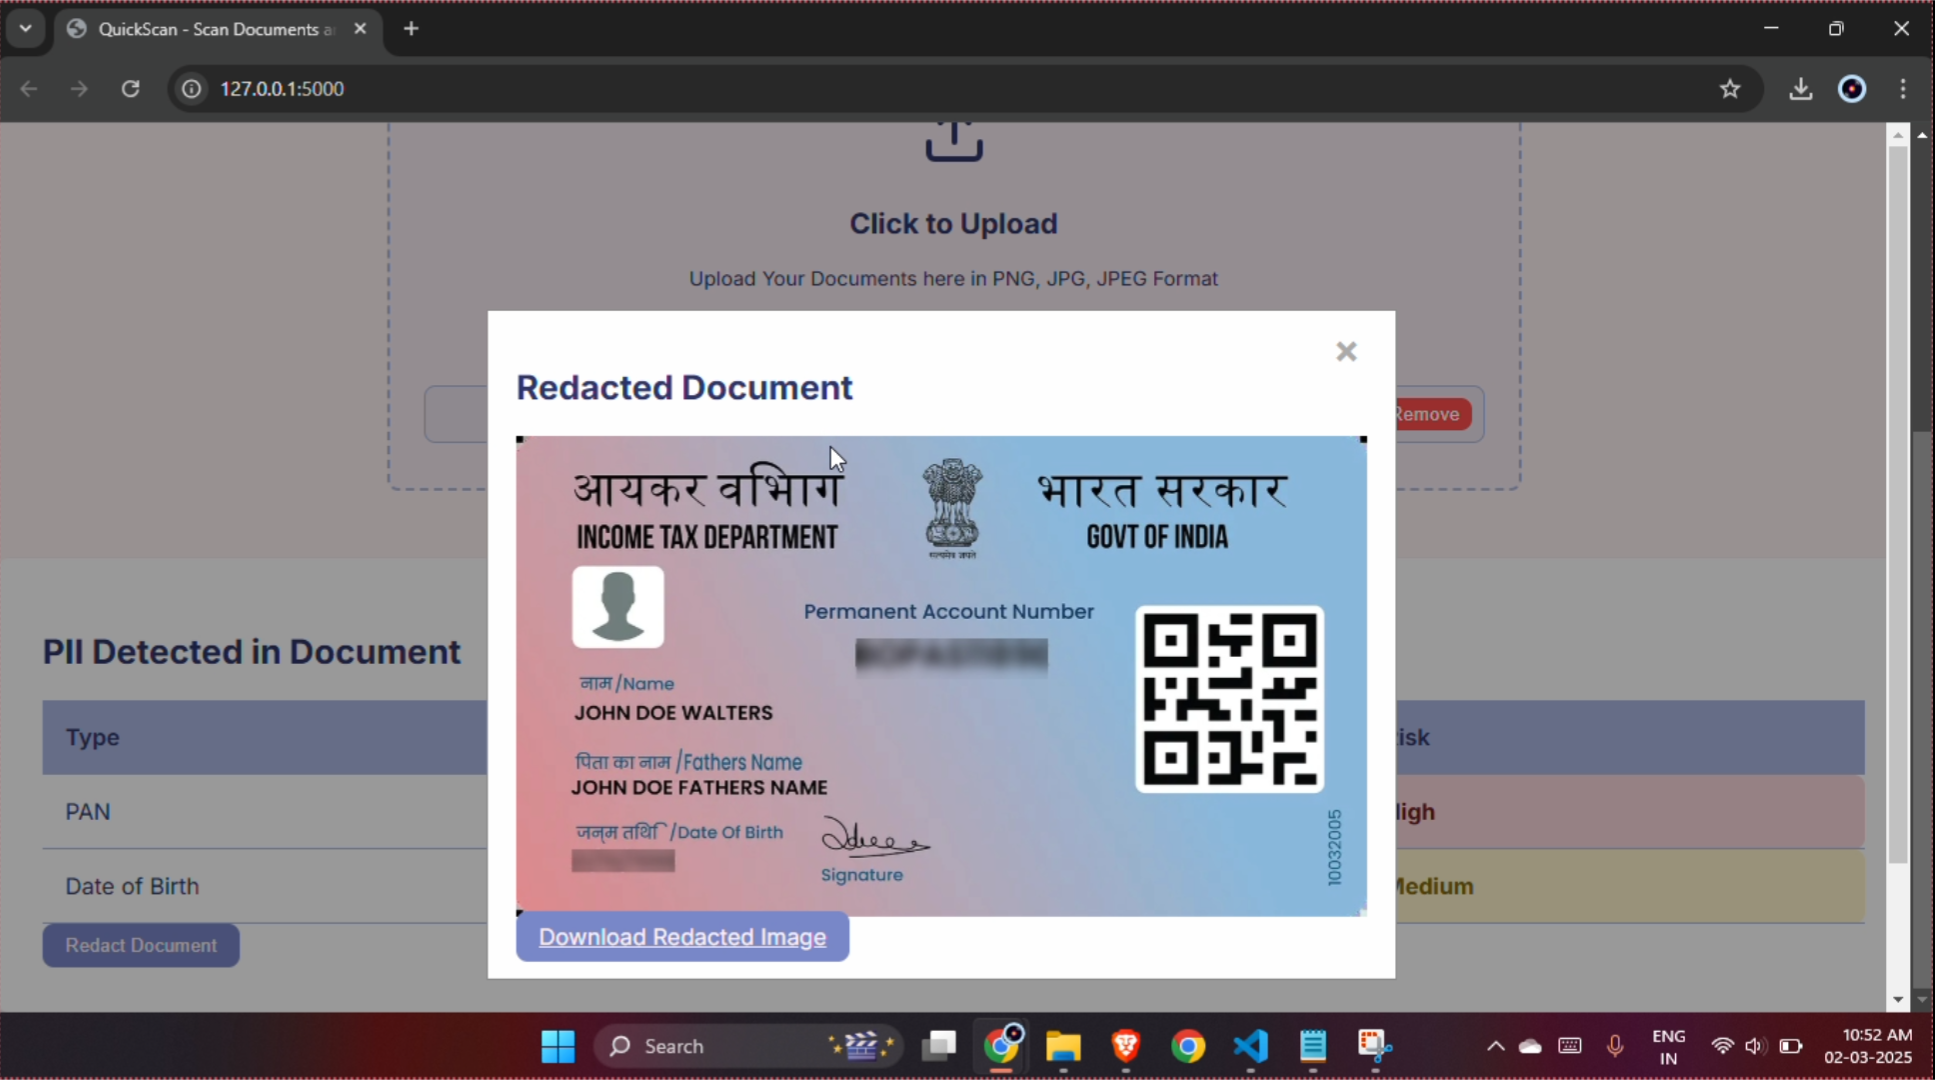 QuickScan - Scan Documents a
127.0.0.1:5000
Click to Upload
Upload Your Documents here in PNG, JPG, JPEG Format
Remove
Redacted Document
आयकर विभाग
INCOME TAX DEPARTMENT
सत्यमेव जयते
भारत सरकार
GOVT OF INDIA
Permanent Account Number
नाम/Name
JOHN DOE WALTERS
पिता का नाम/Fathers Name
JOHN DOE FATHERS NAME
जन्म तिथि/Date Of Birth
Signature
10032005
Download Redacted Image
PII Detected in Document
Type
isk
PAN
igh
Date of Birth
Medium
Redact Document
Search
ENG
IN
10:52 AM
02-03-2025